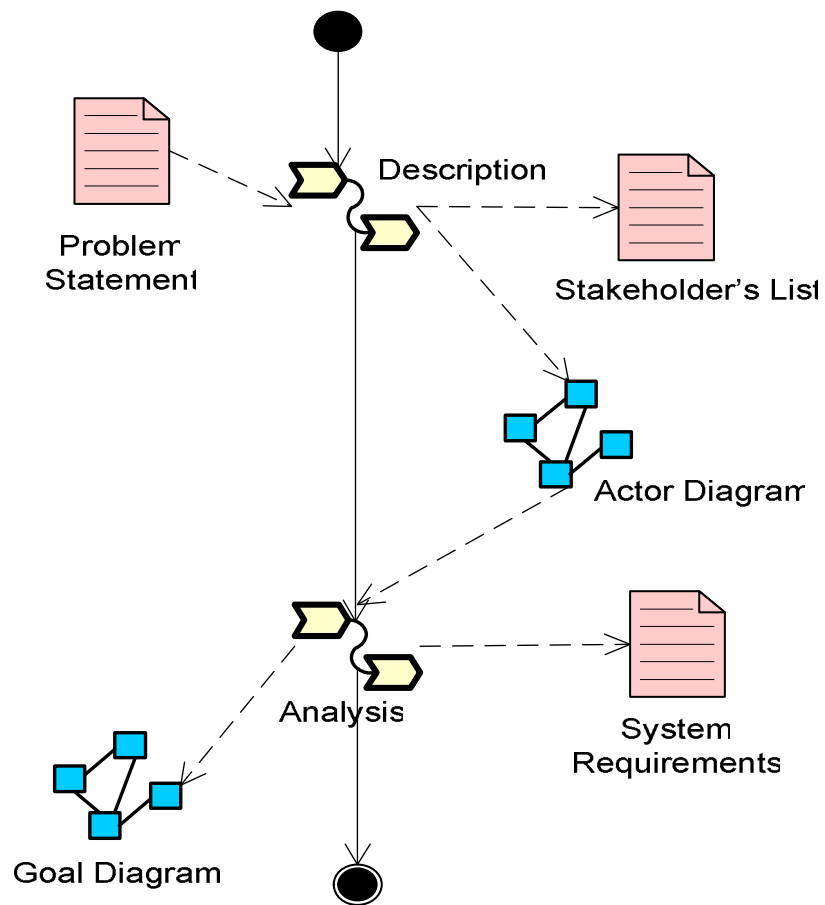 Description
Problem
Statement
Stakeholder's List
Actor Diagram
Analysis
System
Requirements
Goal Diagram